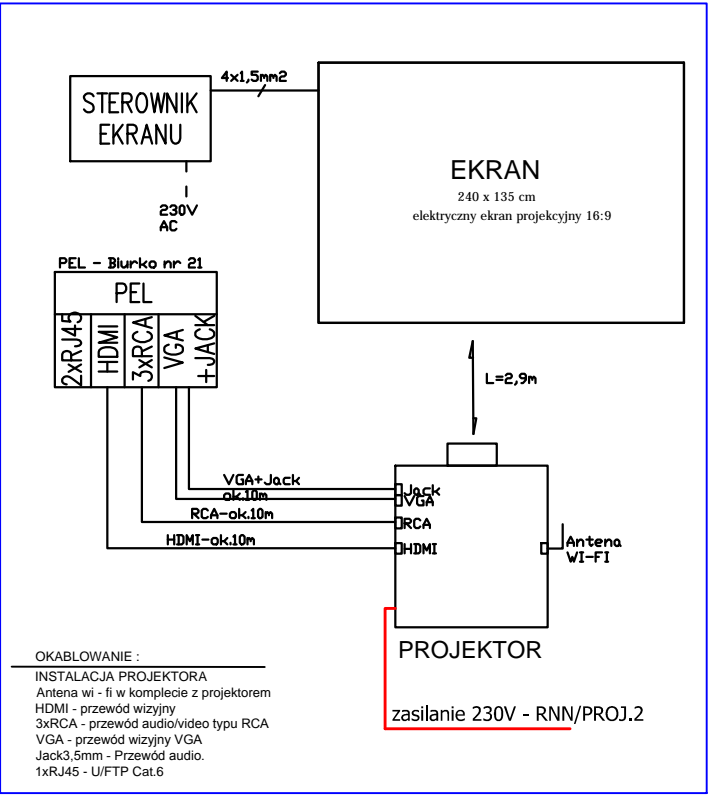 4x1,5mm2
STEROWNIK
EKRANU
230V
AC
EKRAN
240 x 135 cm
elektryczny ekran projekcyjny 16:9
PEL - Biurko nr 21
PEL
2xRJ45
HDMI
3xRCA
VGA
+JACK
L=2,9m
VGA+Jack
ok.10m
RCA-ok.10m
HDMI-ok.10m
Jack
VGA
RCA
HDMI
Antena
WI-FI
PROJEKTOR
zasilanie 230V - RNN/PROJ.2
OKABLOWANIE :
INSTALACJA PROJEKTORA
Antena wi - fi w komplecie z projektorem
HDMI - przewód wizyjny
3xRCA - przewód audio/video typu RCA
VGA - przewód wizyjny VGA
Jack3,5mm - Przewód audio.
1xRJ45 - U/FTP Cat.6